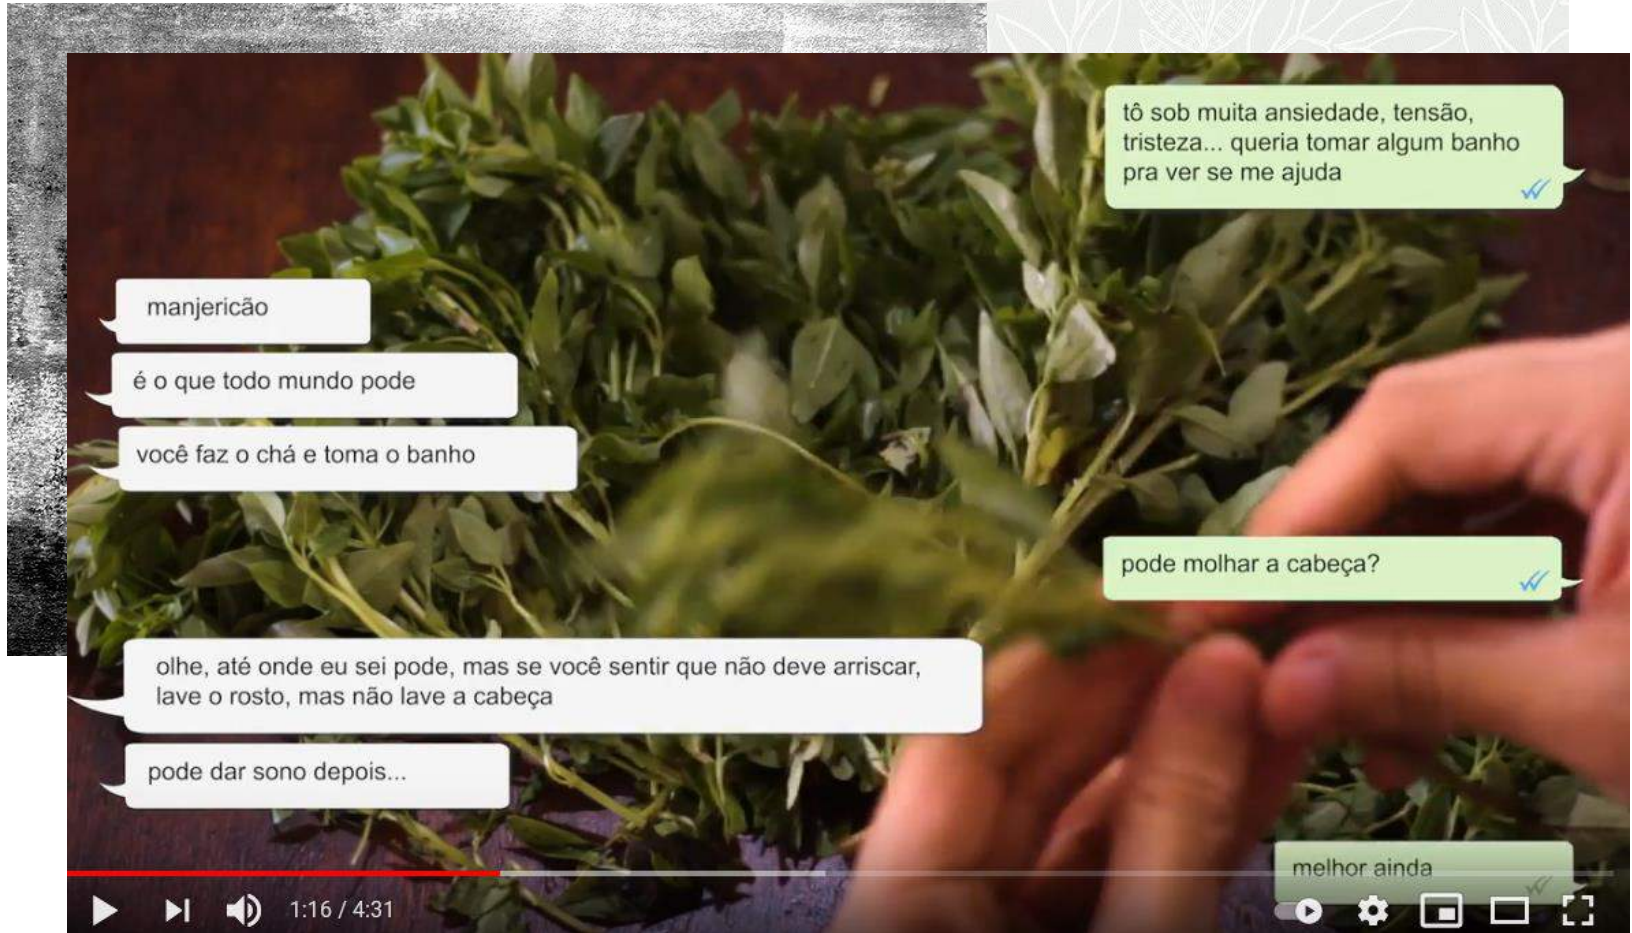 tô sob muita ansiedade, tensão,
tristeza... queria tomar algum banho
pra ver se me ajuda
manjericão
é o que todo mundo pode
você faz o chá e toma o banho
pode molhar a cabeça?
olhe, até onde eu sei pode, mas se você sentir que não deve arriscar,
lave o rosto, mas não lave a cabeça
pode dar sono depois...
melhor ainda
1:16 / 4:31